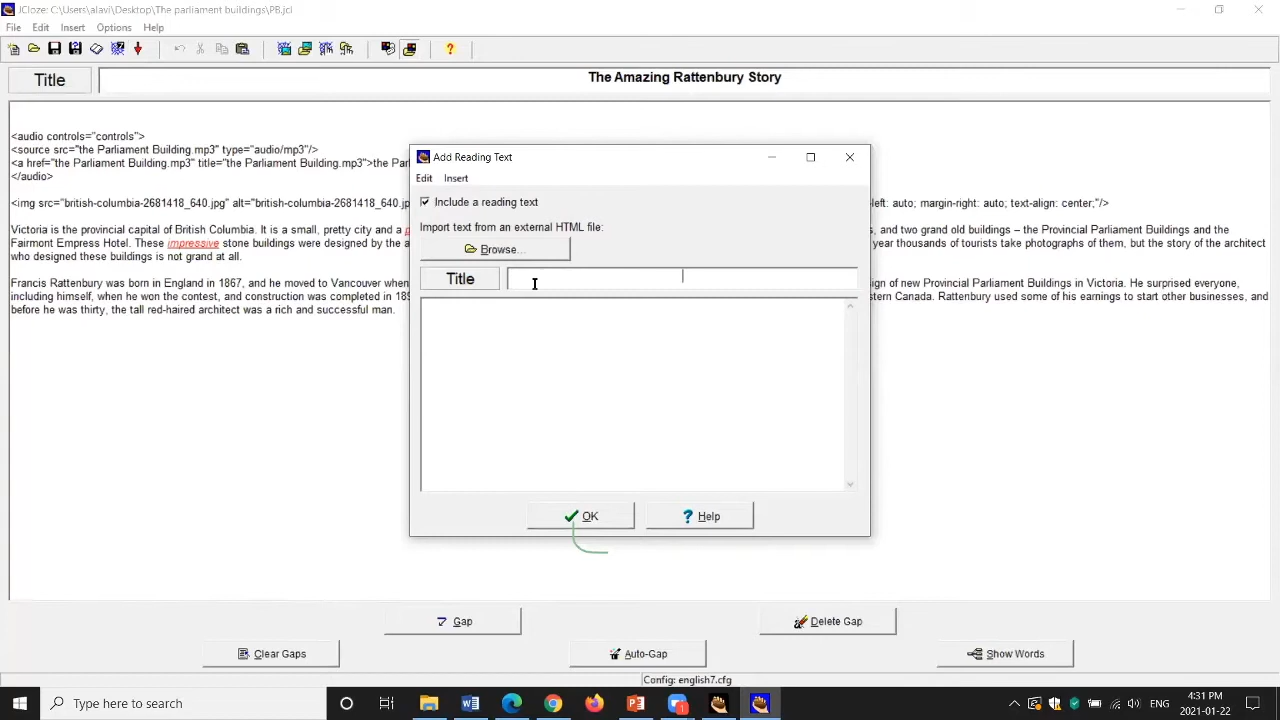 JCloze: C:\Users\alavi\Desktop\The parliament buildings\PB.jcl
File Edit Insert Options Help
Title The Amazing Rattenbury Story
<audio controls="controls">
<source src="the Parliament Building.mp3" type="audio/mp3"/>
<a href="the Parliament Building.mp3" title="the Parliament Building.mp3">the Par
</audio>
<img src="british-columbia-2681418_640.jpg" alt="british-columbia-2681418_640.jp
-left: auto; margin-right: auto; text-align: center;"/>
Victoria is the provincial capital of British Columbia. It is a small, pretty city and a
s, and two grand old buildings – the Provincial Parliament Buildings and the
Fairmont Empress Hotel. These impressive stone buildings were designed by the a
year thousands of tourists take photographs of them, but the story of the architect
who designed these buildings is not grand at all.
Francis Rattenbury was born in England in 1867, and he moved to Vancouver when
sign of new Provincial Parliament Buildings in Victoria. He surprised everyone,
including himself, when he won the contest, and construction was completed in 189
stern Canada. Rattenbury used some of his earnings to start other businesses, and
before he was thirty, the tall red-haired architect was a rich and successful man.
Add Reading Text
Edit Insert
Include a reading text
Import text from an external HTML file:
Browse...
Title
OK Help
Gap Delete Gap
Clear Gaps Auto-Gap Show Words
Config: english7.cfg
Type here to search
1
ENG
4:31 PM
2021-01-22